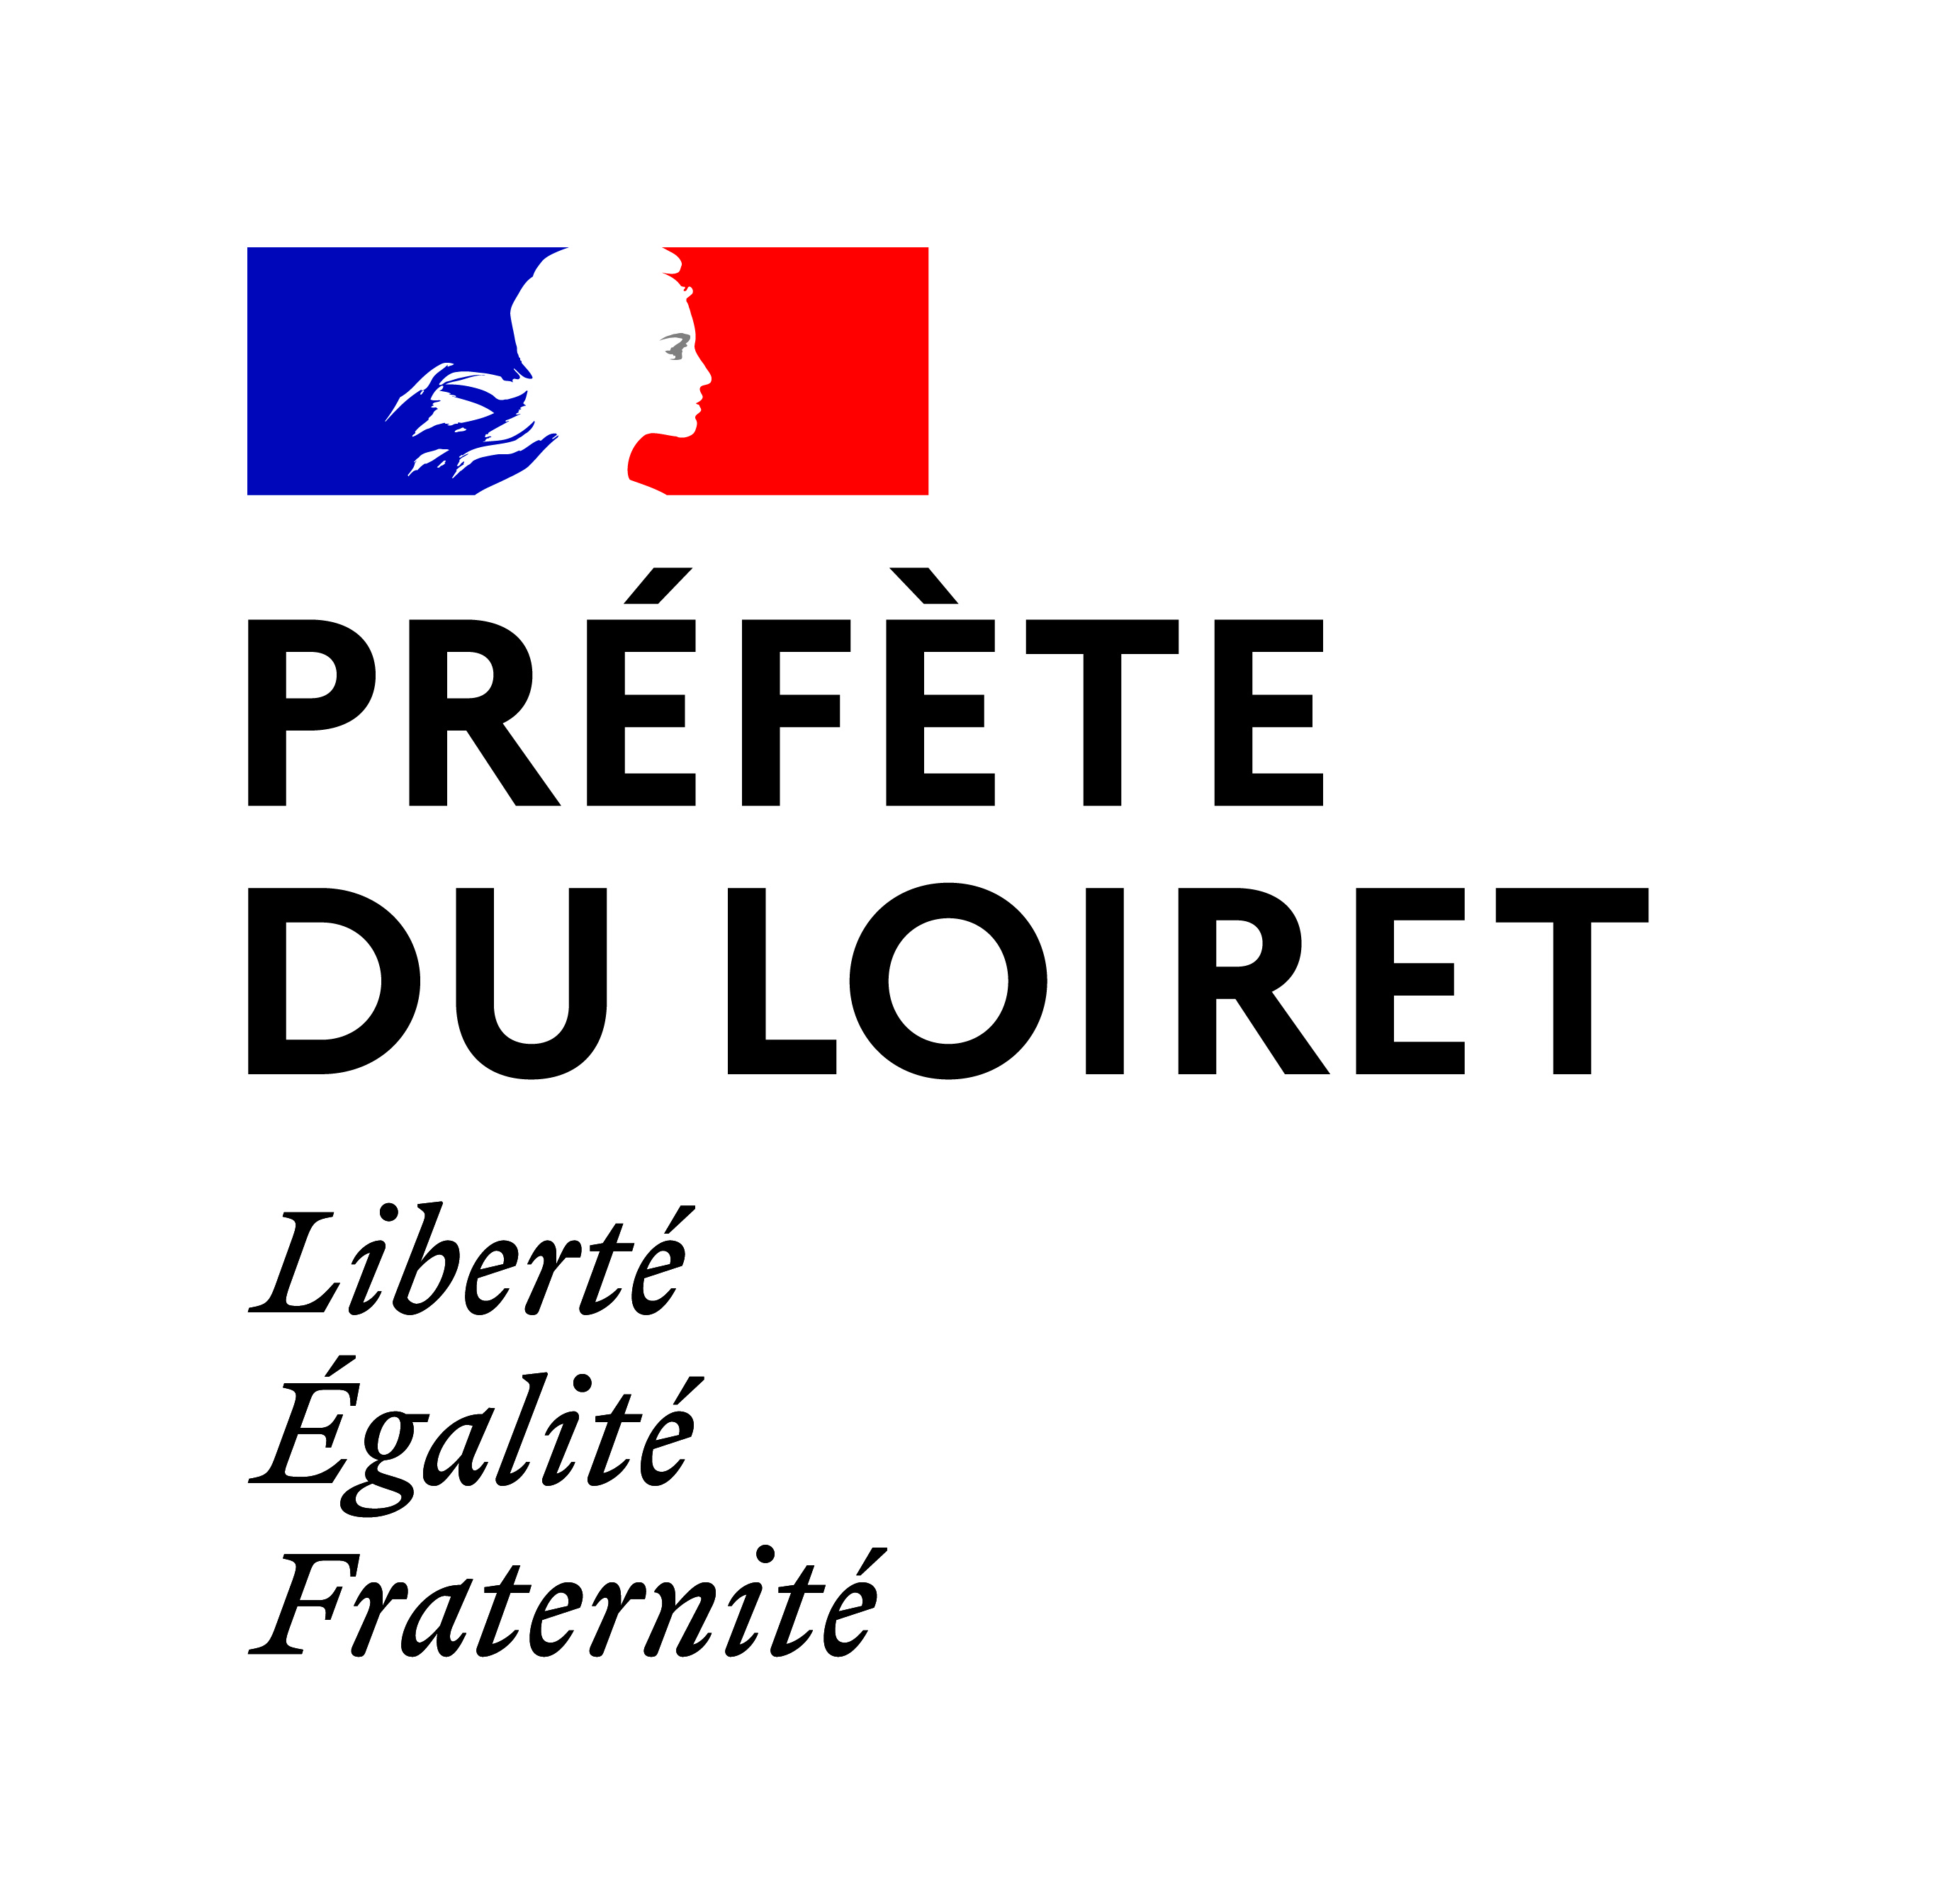 PRÉFÈTE
DU LOIRET
Liberté
Égalité
Fraternité